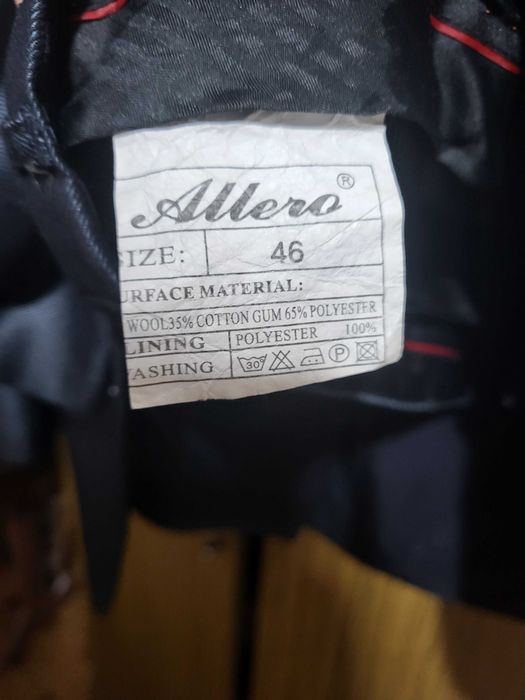 Allero®
SIZE: 46
URFACE MATERIAL:
WOOL35% COTTON GUM 65% POLYESTER
LINING POLYESTER 100%
WASHING 30 P